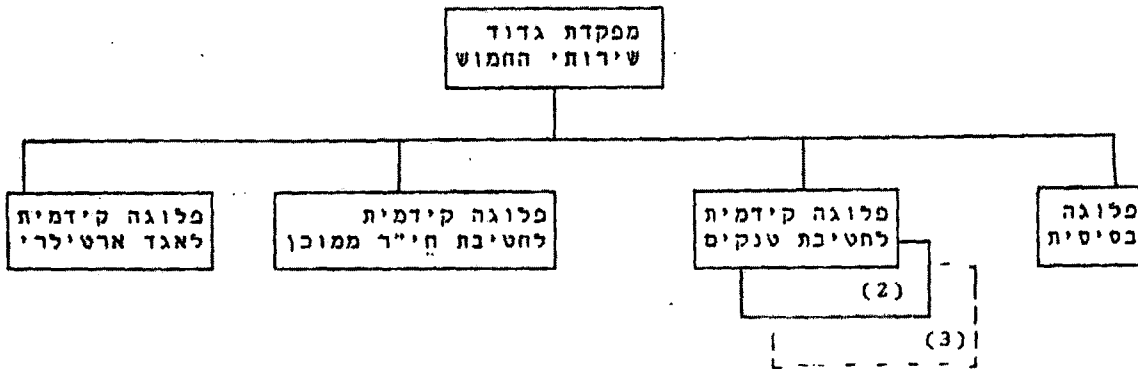 מפקדת גדוד
שירותי החמוש
פלוגה
בסיסית
פלוגה קידמית
לחטיבת טנקים
(2)
(3)
פלוגה קידמית
לחטיבת חי"ר ממוכן
פלוגה קידמית
לאגד ארטילרי